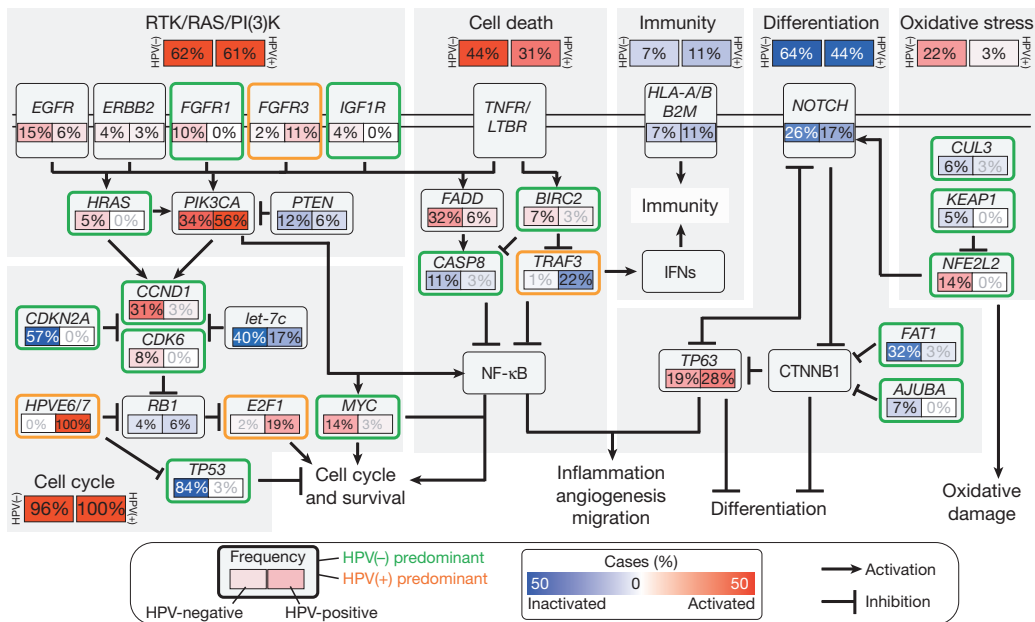 RTK/RAS/PI(3)K
HPV(–) 62% 61% HPV(+)
Cell death
HPV(–) 44% 31% HPV(+)
Immunity
HPV(–) 7% 11% HPV(+)
Differentiation
HPV(–) 64% 44% HPV(+)
Oxidative stress
HPV(–) 22% 3% HPV(+)
EGFR
15% 6%
ERBB2
4% 3%
FGFR1
10% 0%
FGFR3
2% 11%
IGF1R
4% 0%
TNFR/
LTBR
HLA-A/B
B2M
7% 11%
NOTCH
26% 17%
CUL3
6% 3%
KEAP1
5% 0%
NFE2L2
14% 0%
HRAS
5% 0%
PIK3CA
34% 56%
PTEN
12% 6%
FADD
32% 6%
BIRC2
7% 3%
Immunity
CASP8
11% 3%
TRAF3
1% 22%
IFNs
CCND1
31% 3%
CDKN2A
57% 0%
let-7c
40% 17%
CDK6
8% 0%
NF-κB
TP63
19% 28%
CTNNB1
FAT1
32% 3%
AJUBA
7% 0%
HPVE6/7
0% 100%
RB1
4% 6%
E2F1
2% 19%
MYC
14% 3%
TP53
84% 3%
Cell cycle
and survival
Inflammation
angiogenesis
migration
Differentiation
Oxidative
damage
Cell cycle
HPV(–) 96% 100% HPV(+)
Frequency
HPV(–) predominant
HPV(+) predominant
HPV-negative
HPV-positive
Cases (%)
50 0 50
Inactivated Activated
Activation
Inhibition